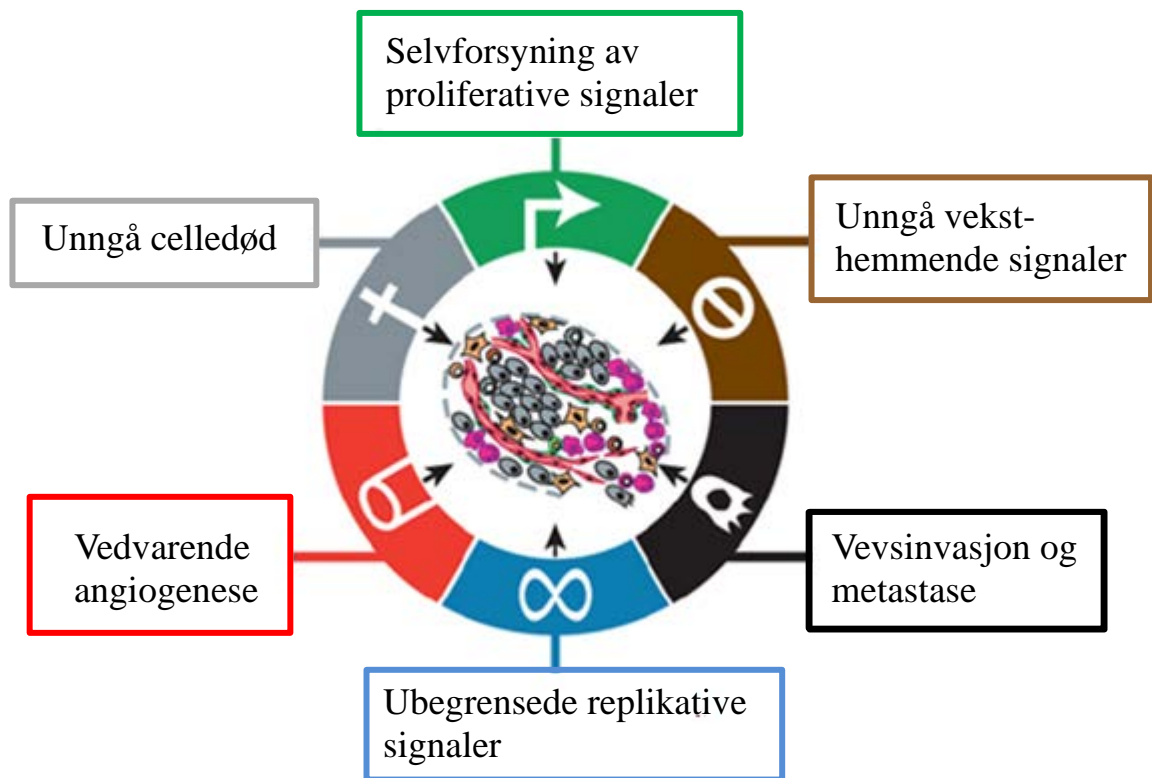 Selvforsyning av
proliferative signaler
Unngå celledød
Unngå vekst-
hemmende signaler
Vedvarende
angiogenese
Vevsinvasjon og
metastase
Ubegrensede replikative
signaler